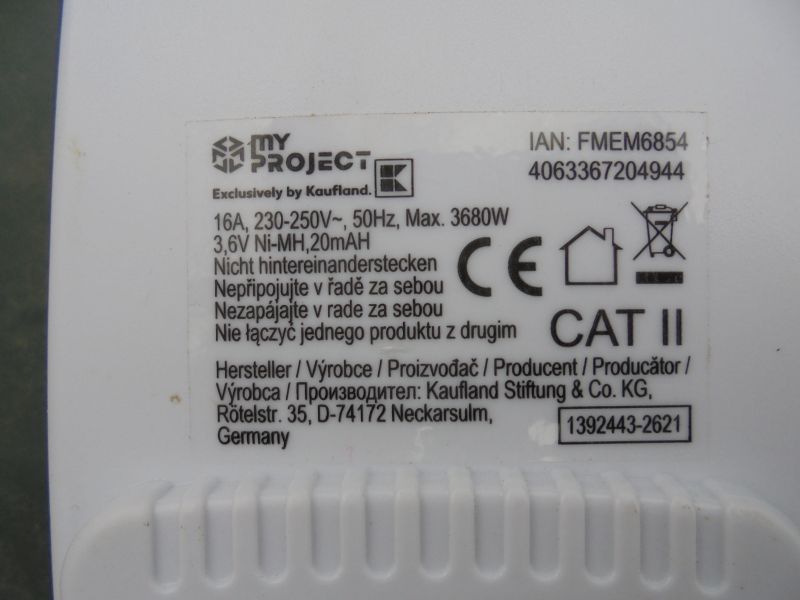 MY
PROJECT
Exclusively by Kaufland.
IAN: FMEM6854
4063367204944
16A, 230-250V~, 50Hz, Max. 3680W
3,6V Ni-MH,20mAH
Nicht hintereinanderstecken
Nepřipojujte v řadě za sebou
Nezapájajte v rade za sebou
Nie łączyć jednego produktu z drugim
CE
CAT II
Hersteller / Výrobce / Proizvođač / Producent / Producător /
Výrobca / Производител: Kaufland Stiftung & Co. KG,
Rötelstr. 35, D-74172 Neckarsulm,
Germany
1392443-2621